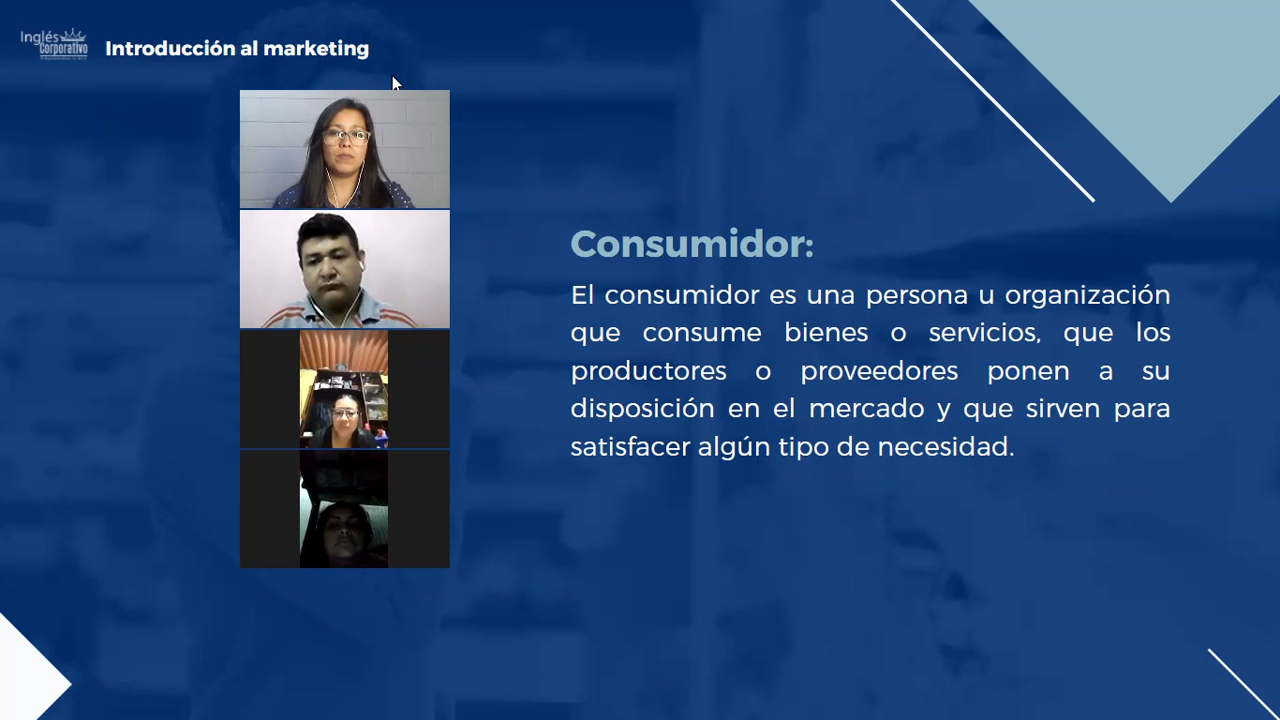 Inglés
Corporativo
Introducción al marketing
Consumidor:
El consumidor es una persona u organización
que consume bienes o servicios, que los
productores o proveedores ponen a su
disposición en el mercado y que sirven para
satisfacer algún tipo de necesidad.